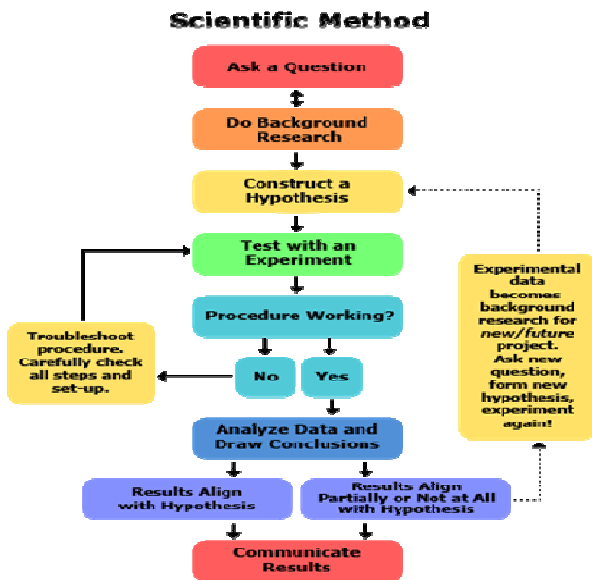 Scientific Method
Ask a Question
Do Background
Research
Construct a
Hypothesis
Test with an
Experiment
Procedure Working?
No
Yes
Troubleshoot
procedure.
Carefully check
all steps and
set-up.
Experimental
data
becomes
background
research for
new/future
project.
Ask new
question,
form new
hypothesis,
experiment
again!
Analyze Data and
Draw Conclusions
Results Align
with Hypothesis
Results Align
Partially or Not at All
with Hypothesis
Communicate
Results